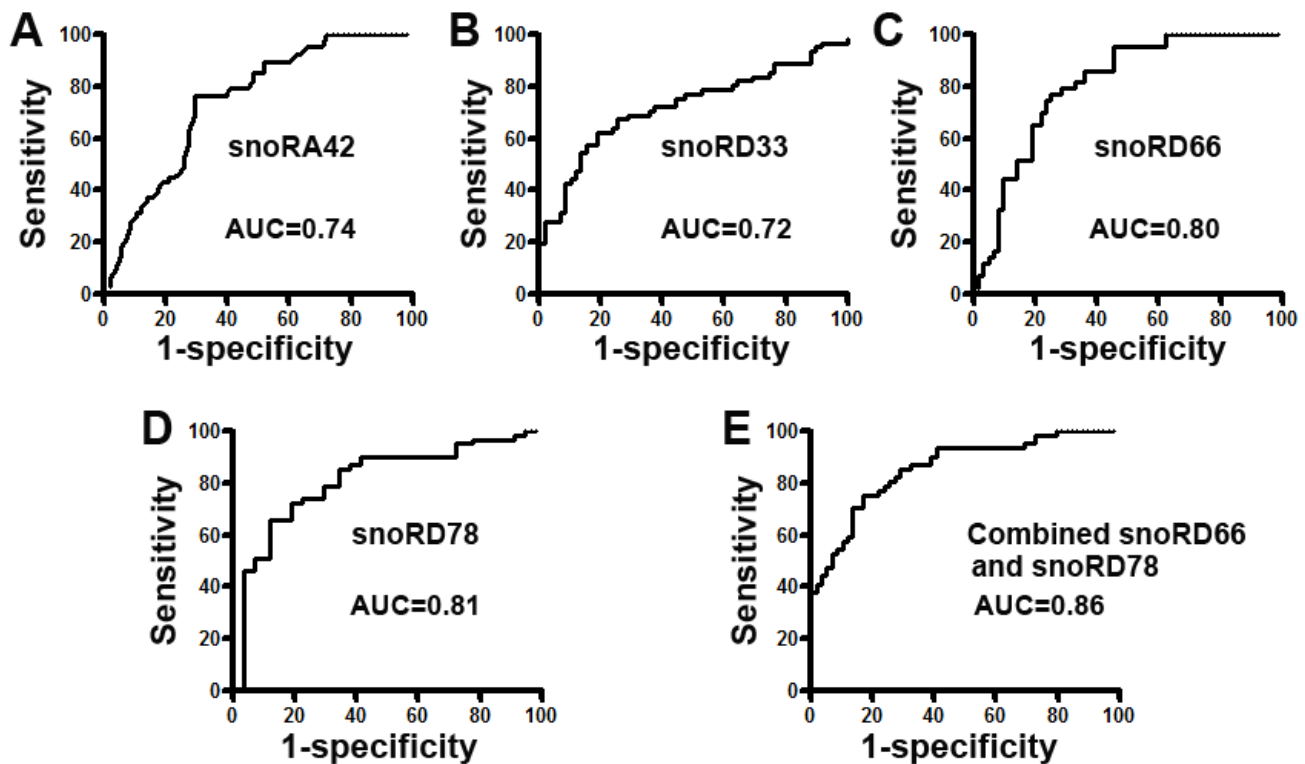 A
Sensitivity
100
80
60
40
20
0
snoRA42
AUC=0.74
0 20 40 60 80 100
1-specificity
B
Sensitivity
100
80
60
40
20
0
snoRD33
AUC=0.72
0 20 40 60 80 100
1-specificity
C
Sensitivity
100
80
60
40
20
0
snoRD66
AUC=0.80
0 20 40 60 80 100
1-specificity
D
Sensitivity
100
80
60
40
20
0
snoRD78
AUC=0.81
0 20 40 60 80 100
1-specificity
E
Sensitivity
100
80
60
40
20
0
Combined snoRD66
and snoRD78
AUC=0.86
0 20 40 60 80 100
1-specificity